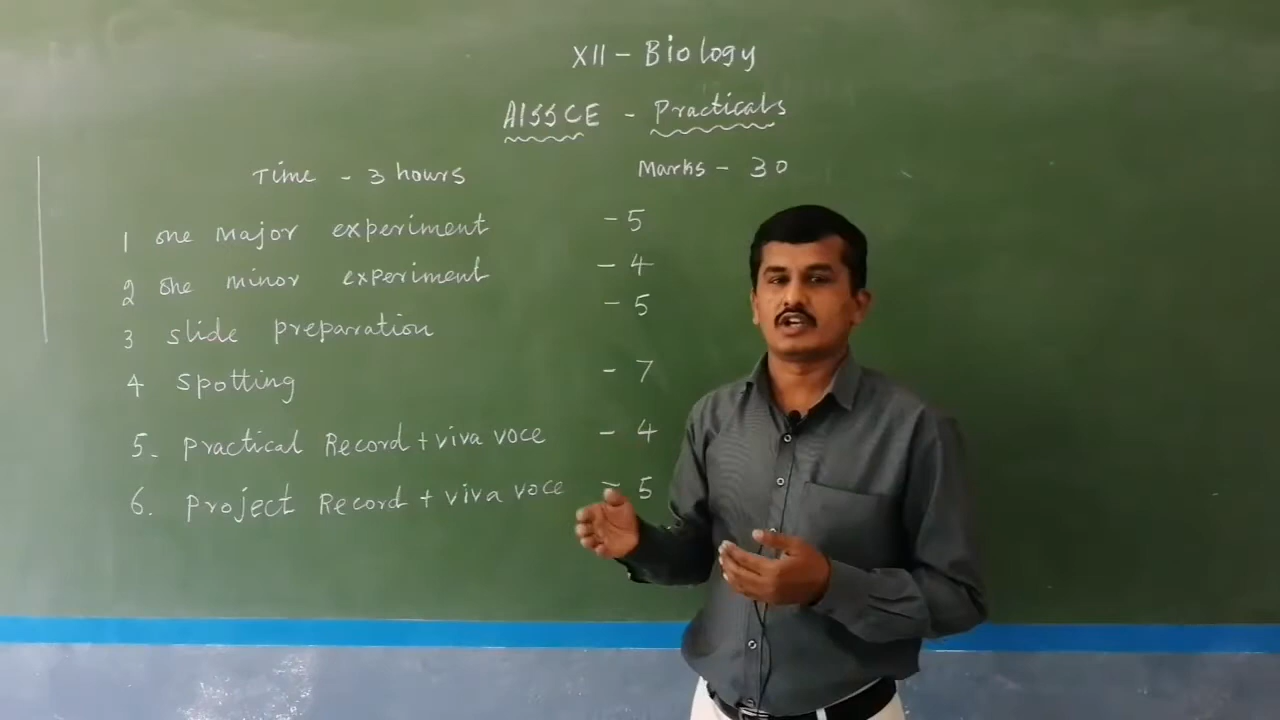 XII - Biology
AISSCE - Practicals
Time - 3 hours Marks - 30
1 one major experiment - 5
2 one minor experiment - 4
3 slide preparation - 5
4 spotting - 7
5. practical Record + viva voce - 4
6. project Record + viva voce - 5